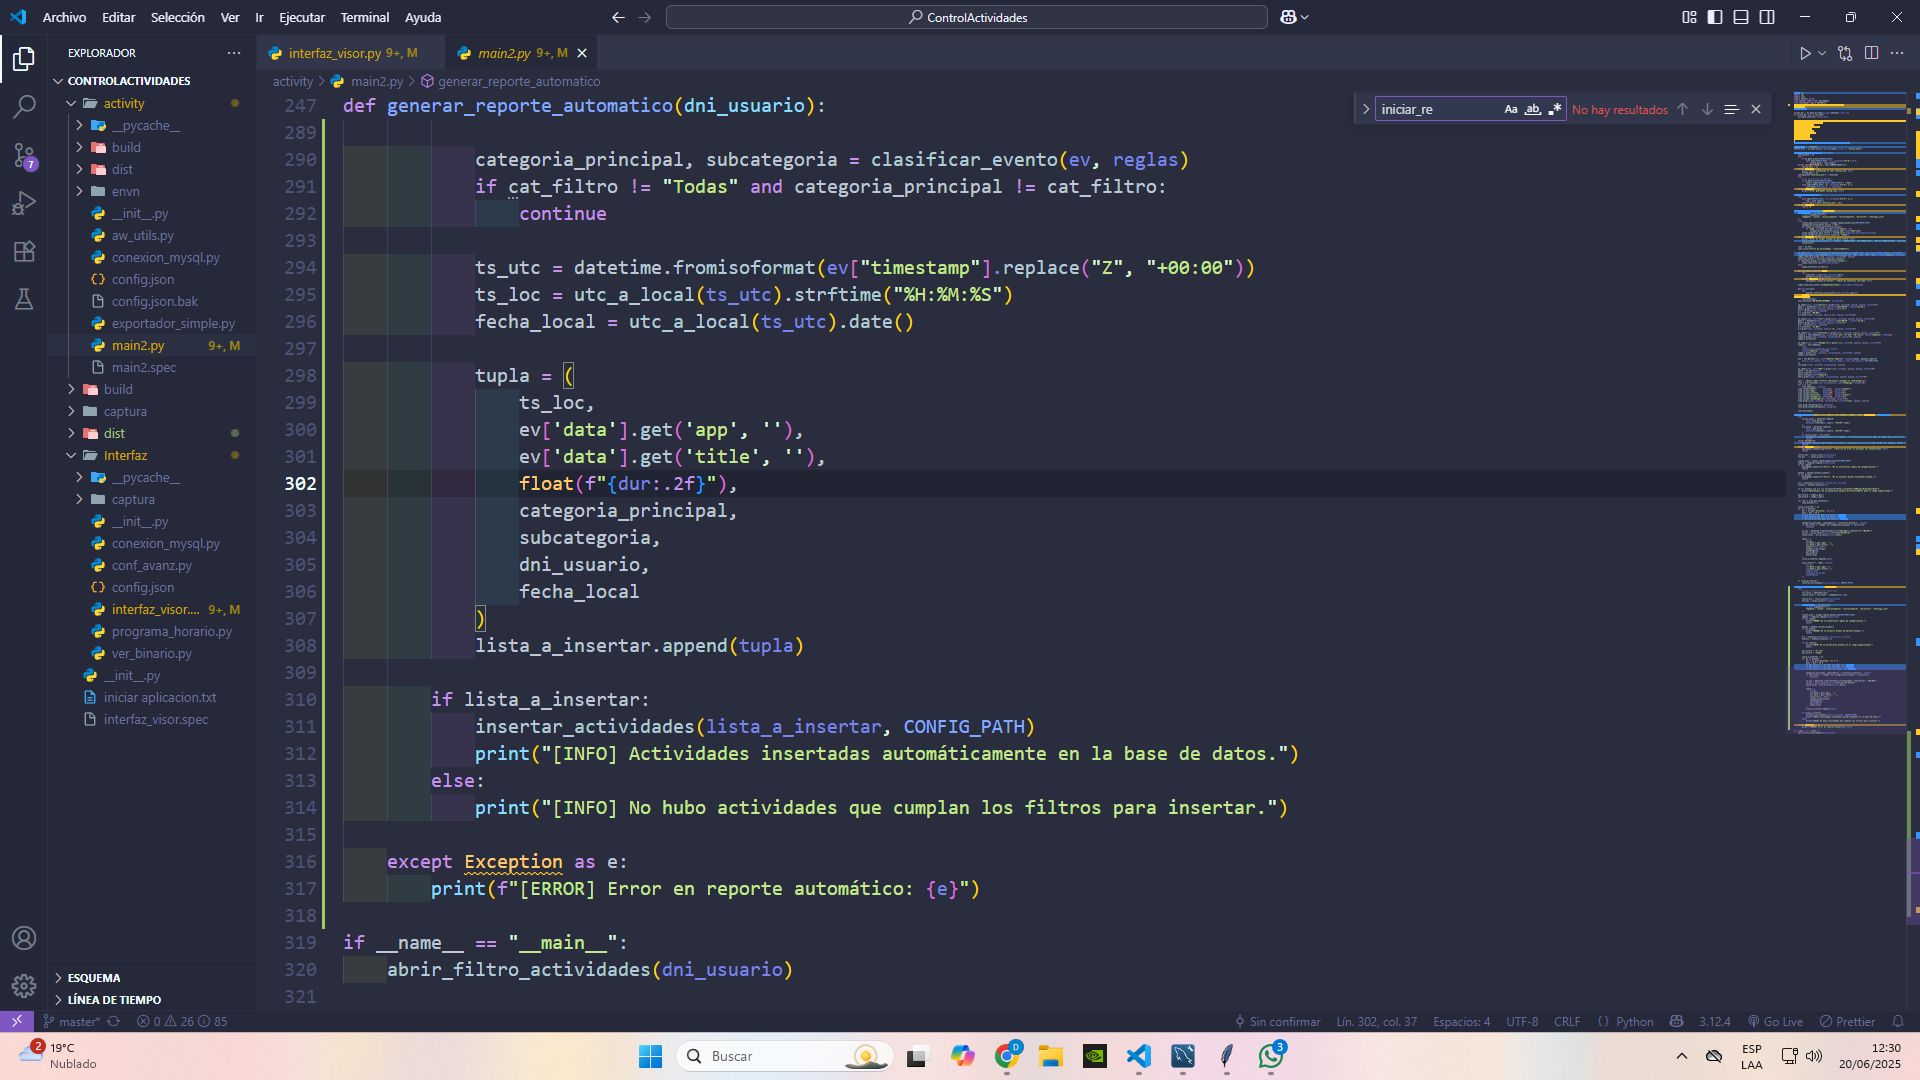 Archivo Editar Selección Ver Ir Ejecutar Terminal Ayuda
ControlActividades
EXPLORADOR
CONTROLACTIVIDADES
activity
__pycache__
build
dist
envn
__init__.py
aw_utils.py
conexion_mysql.py
config.json
config.json.bak
exportador_simple.py
main2.py 9+, M
main2.spec
build
captura
dist
Interfaz
__pycache__
captura
__init__.py
conexion_mysql.py
conf_avanz.py
config.json
interfaz_visor.... 9+, M
programa_horario.py
ver_binario.py
__init__.py
iniciar aplicacion.txt
interfaz_visor.spec
ESQUEMA
LÍNEA DE TIEMPO
7
interfaz_visor.py 9+, M
main2.py 9+, M
activity > main2.py > generar_reporte_automatico
iniciar_re
Aa ab .*
No hay resultados
247 def generar_reporte_automatico(dni_usuario):
289
290 categoria_principal, subcategoria = clasificar_evento(ev, reglas)
291 if cat_filtro != "Todas" and categoria_principal != cat_filtro:
292 continue
293
294 ts_utc = datetime.fromisoformat(ev["timestamp"].replace("Z", "+00:00"))
295 ts_loc = utc_a_local(ts_utc).strftime("%H:%M:%S")
296 fecha_local = utc_a_local(ts_utc).date()
297
298 tupla = (
299 ts_loc,
300 ev['data'].get('app', ''),
301 ev['data'].get('title', ''),
302 float(f"{dur:.2f}"),
303 categoria_principal,
304 subcategoria,
305 dni_usuario,
306 fecha_local
307 )
308 lista_a_insertar.append(tupla)
309
310 if lista_a_insertar:
311 insertar_actividades(lista_a_insertar, CONFIG_PATH)
312 print("[INFO] Actividades insertadas automáticamente en la base de datos.")
313 else:
314 print("[INFO] No hubo actividades que cumplan los filtros para insertar.")
315
316 except Exception as e:
317 print(f"[ERROR] Error en reporte automático: {e}")
318
319 if __name__ == "__main__":
320 abrir_filtro_actividades(dni_usuario)
321
master* 0 26 85
Sin confirmar Lín. 302, col. 37 Espacios: 4 UTF-8 CRLF { } Python 3.12.4 Go Live Prettier
2
19°C
Nublado
Buscar
D
3
ESP
LAA
12:30
20/06/2025